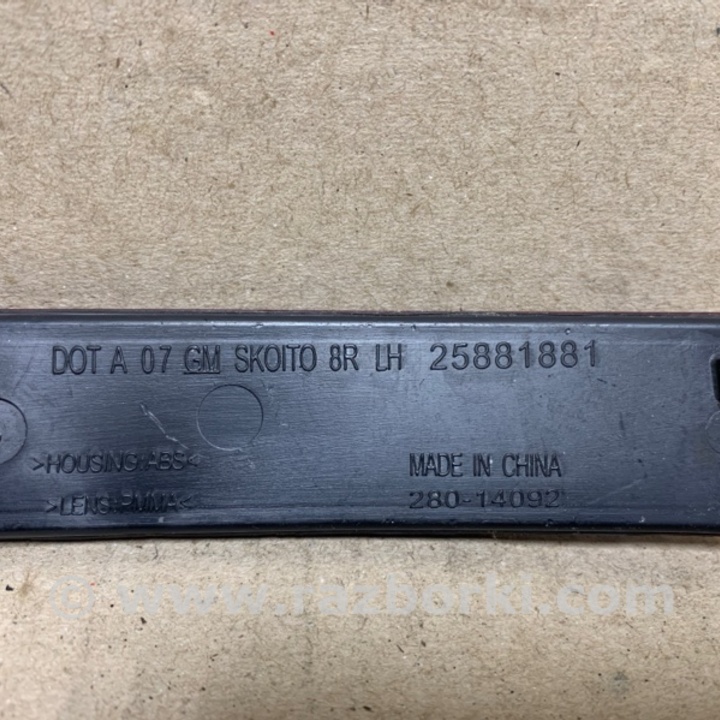 DOT A 07 GM SKOITO 8R LH 25881881
>HOUSING:ABS<
MADE IN CHINA
>LENS:PMMA<
280-14092
© www.razborki.com